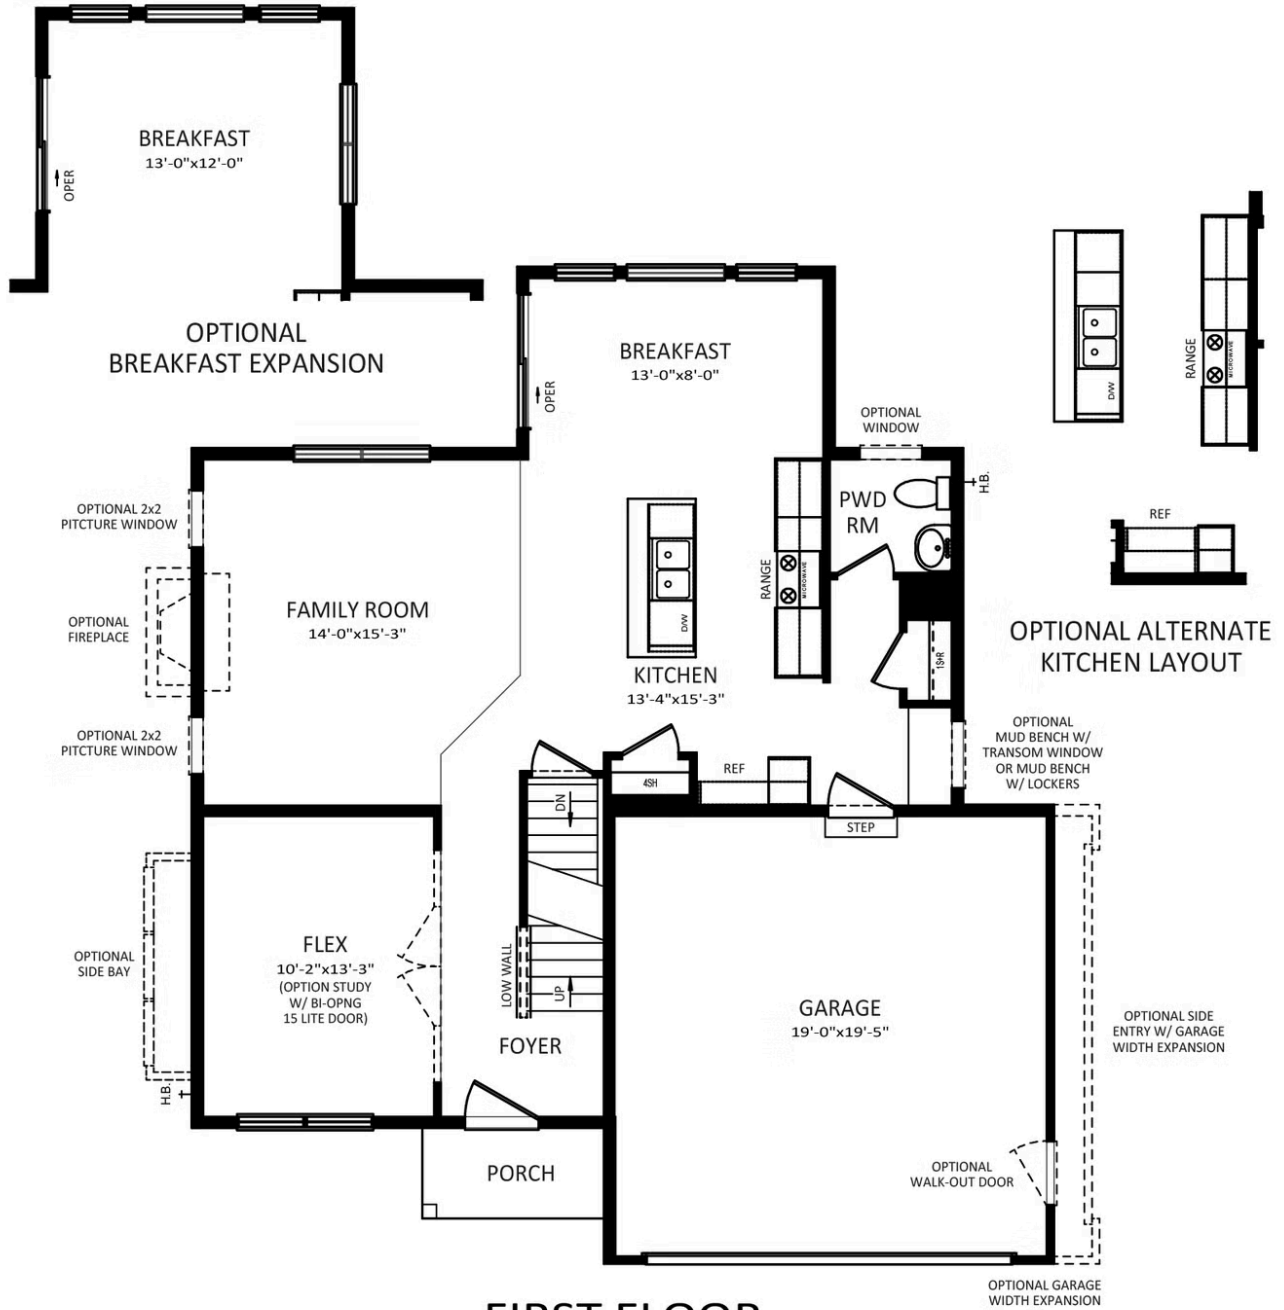 BREAKFAST
13'-0"x12'-0"
OPER
OPTIONAL
BREAKFAST EXPANSION
BREAKFAST
13'-0"x8'-0"
OPER
OPTIONAL
WINDOW
H.B.
PWD
RM
RANGE
MICROWAVE
D/W
KITCHEN
13'-4"x15'-3"
OPTIONAL 2x2
PITCTURE WINDOW
OPTIONAL
FIREPLACE
OPTIONAL 2x2
PITCTURE WINDOW
FAMILY ROOM
14'-0"x15'-3"
RANGE
MICROWAVE
D/W
REF
OPTIONAL ALTERNATE
KITCHEN LAYOUT
1S+R
OPTIONAL
MUD BENCH W/
TRANSOM WINDOW
OR MUD BENCH
W/ LOCKERS
4SH
REF
STEP
DN
UP
LOW WALL
FOYER
FLEX
10'-2"x13'-3"
(OPTION STUDY
W/ BI-OPNG
15 LITE DOOR)
OPTIONAL
SIDE BAY
H.B.
GARAGE
19'-0"x19'-5"
OPTIONAL SIDE
ENTRY W/ GARAGE
WIDTH EXPANSION
OPTIONAL
WALK-OUT DOOR
PORCH
OPTIONAL GARAGE
WIDTH EXPANSION
FIRST FLOOR